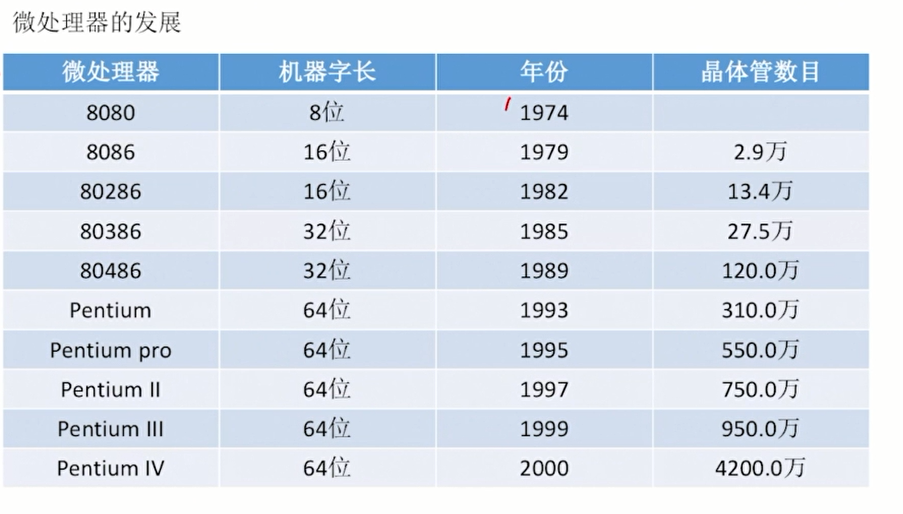 微处理器的发展
微处理器 机器字长 年份 晶体管数目
8080 8位 1974
8086 16位 1979 2.9万
80286 16位 1982 13.4万
80386 32位 1985 27.5万
80486 32位 1989 120.0万
Pentium 64位 1993 310.0万
Pentium pro 64位 1995 550.0万
Pentium II 64位 1997 750.0万
Pentium III 64位 1999 950.0万
Pentium IV 64位 2000 4200.0万